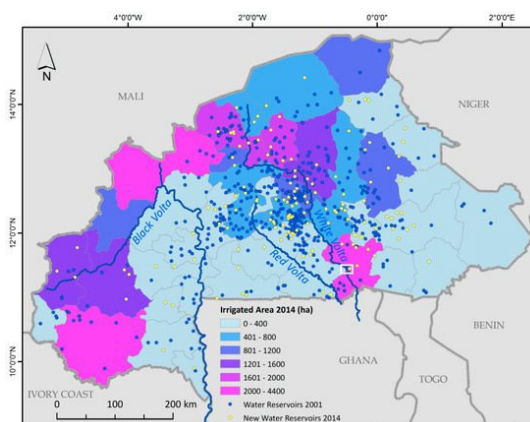 4°0'0"W 2°0'0"W 0°0'0"E 2°0'0"E
N
MALI
NIGER
14°0'0"N
12°0'0"N
10°0'0"N
Black Volta
White Volta
Red Volta
Irrigated Area 2014 (ha)
0 - 400
401 - 800
801 - 1200
1201 - 1600
1601 - 2000
2000 - 4400
Water Reservoirs 2001
New Water Reservoirs 2014
BENIN
GHANA
TOGO
IVORY COAST
0 50 100 200 km